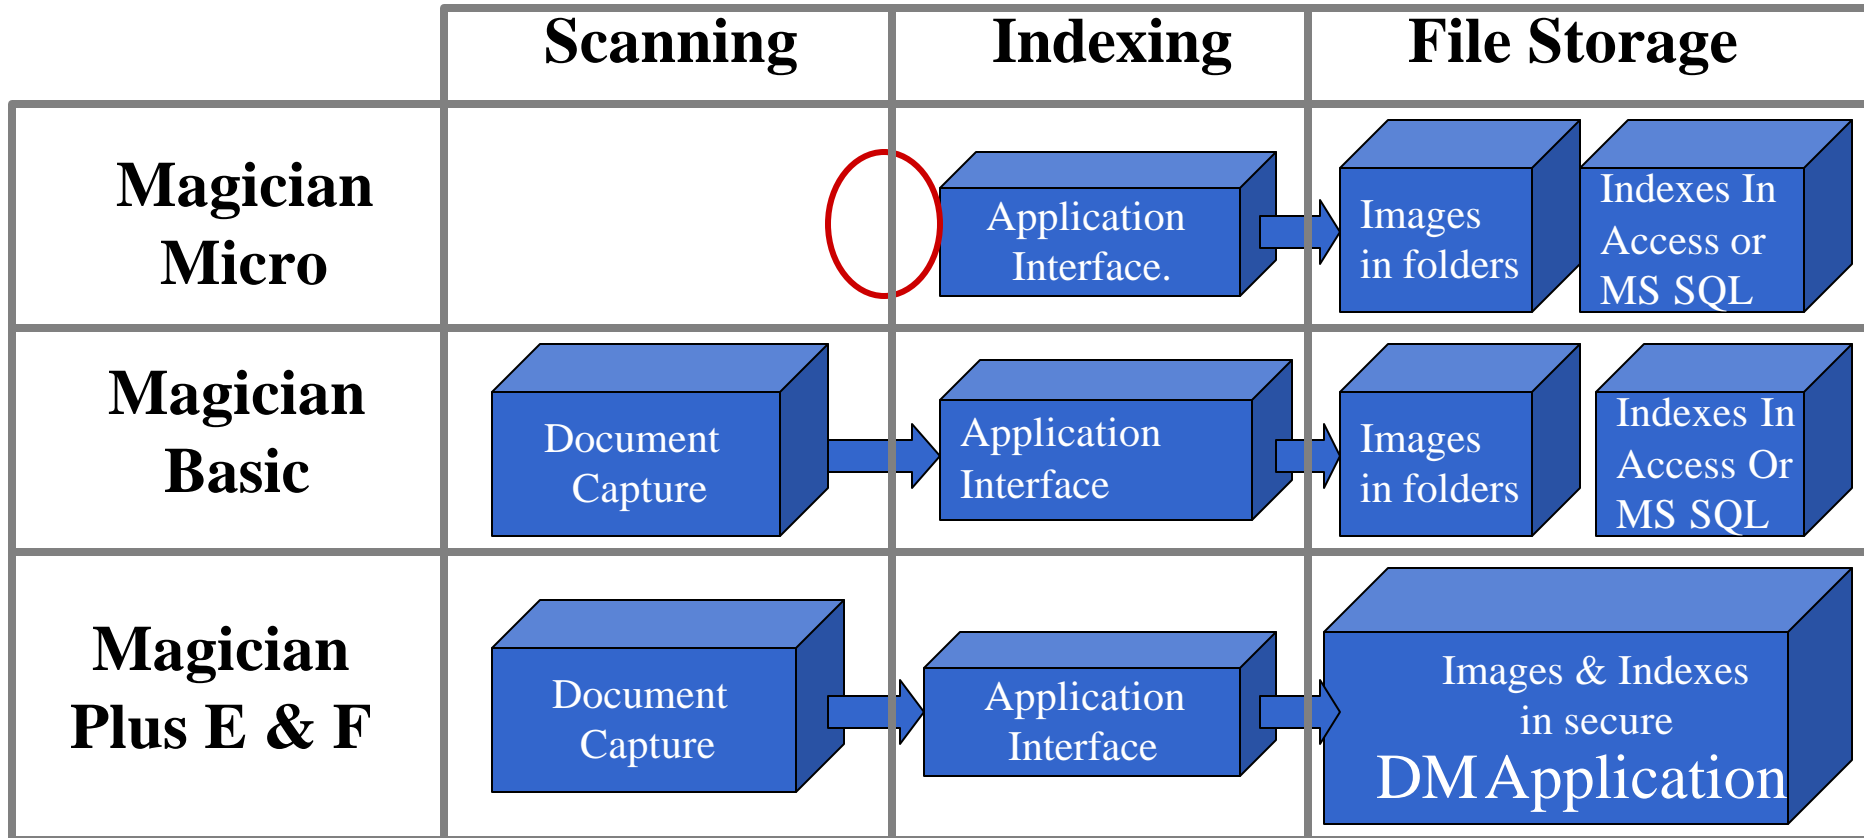 Scanning
Indexing
File Storage
Magician
Micro
Application
Interface.
Images
in folders
Indexes In
Access or
MS SQL
Magician
Basic
Document
Capture
Application
Interface
Images
in folders
Indexes In
Access Or
MS SQL
Magician
Plus E & F
Document
Capture
Application
Interface
Images & Indexes
in secure
DM Application